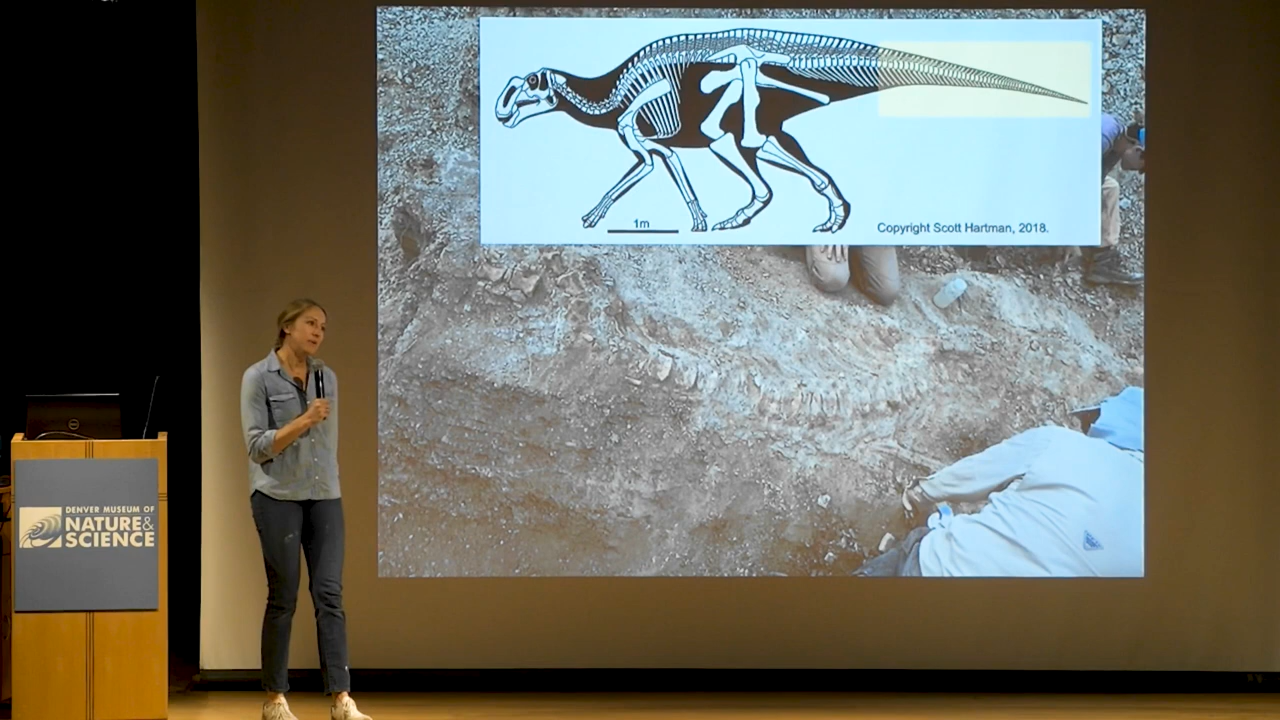 1m
Copyright Scott Hartman, 2018.
DENVER MUSEUM OF
NATURE &
SCIENCE